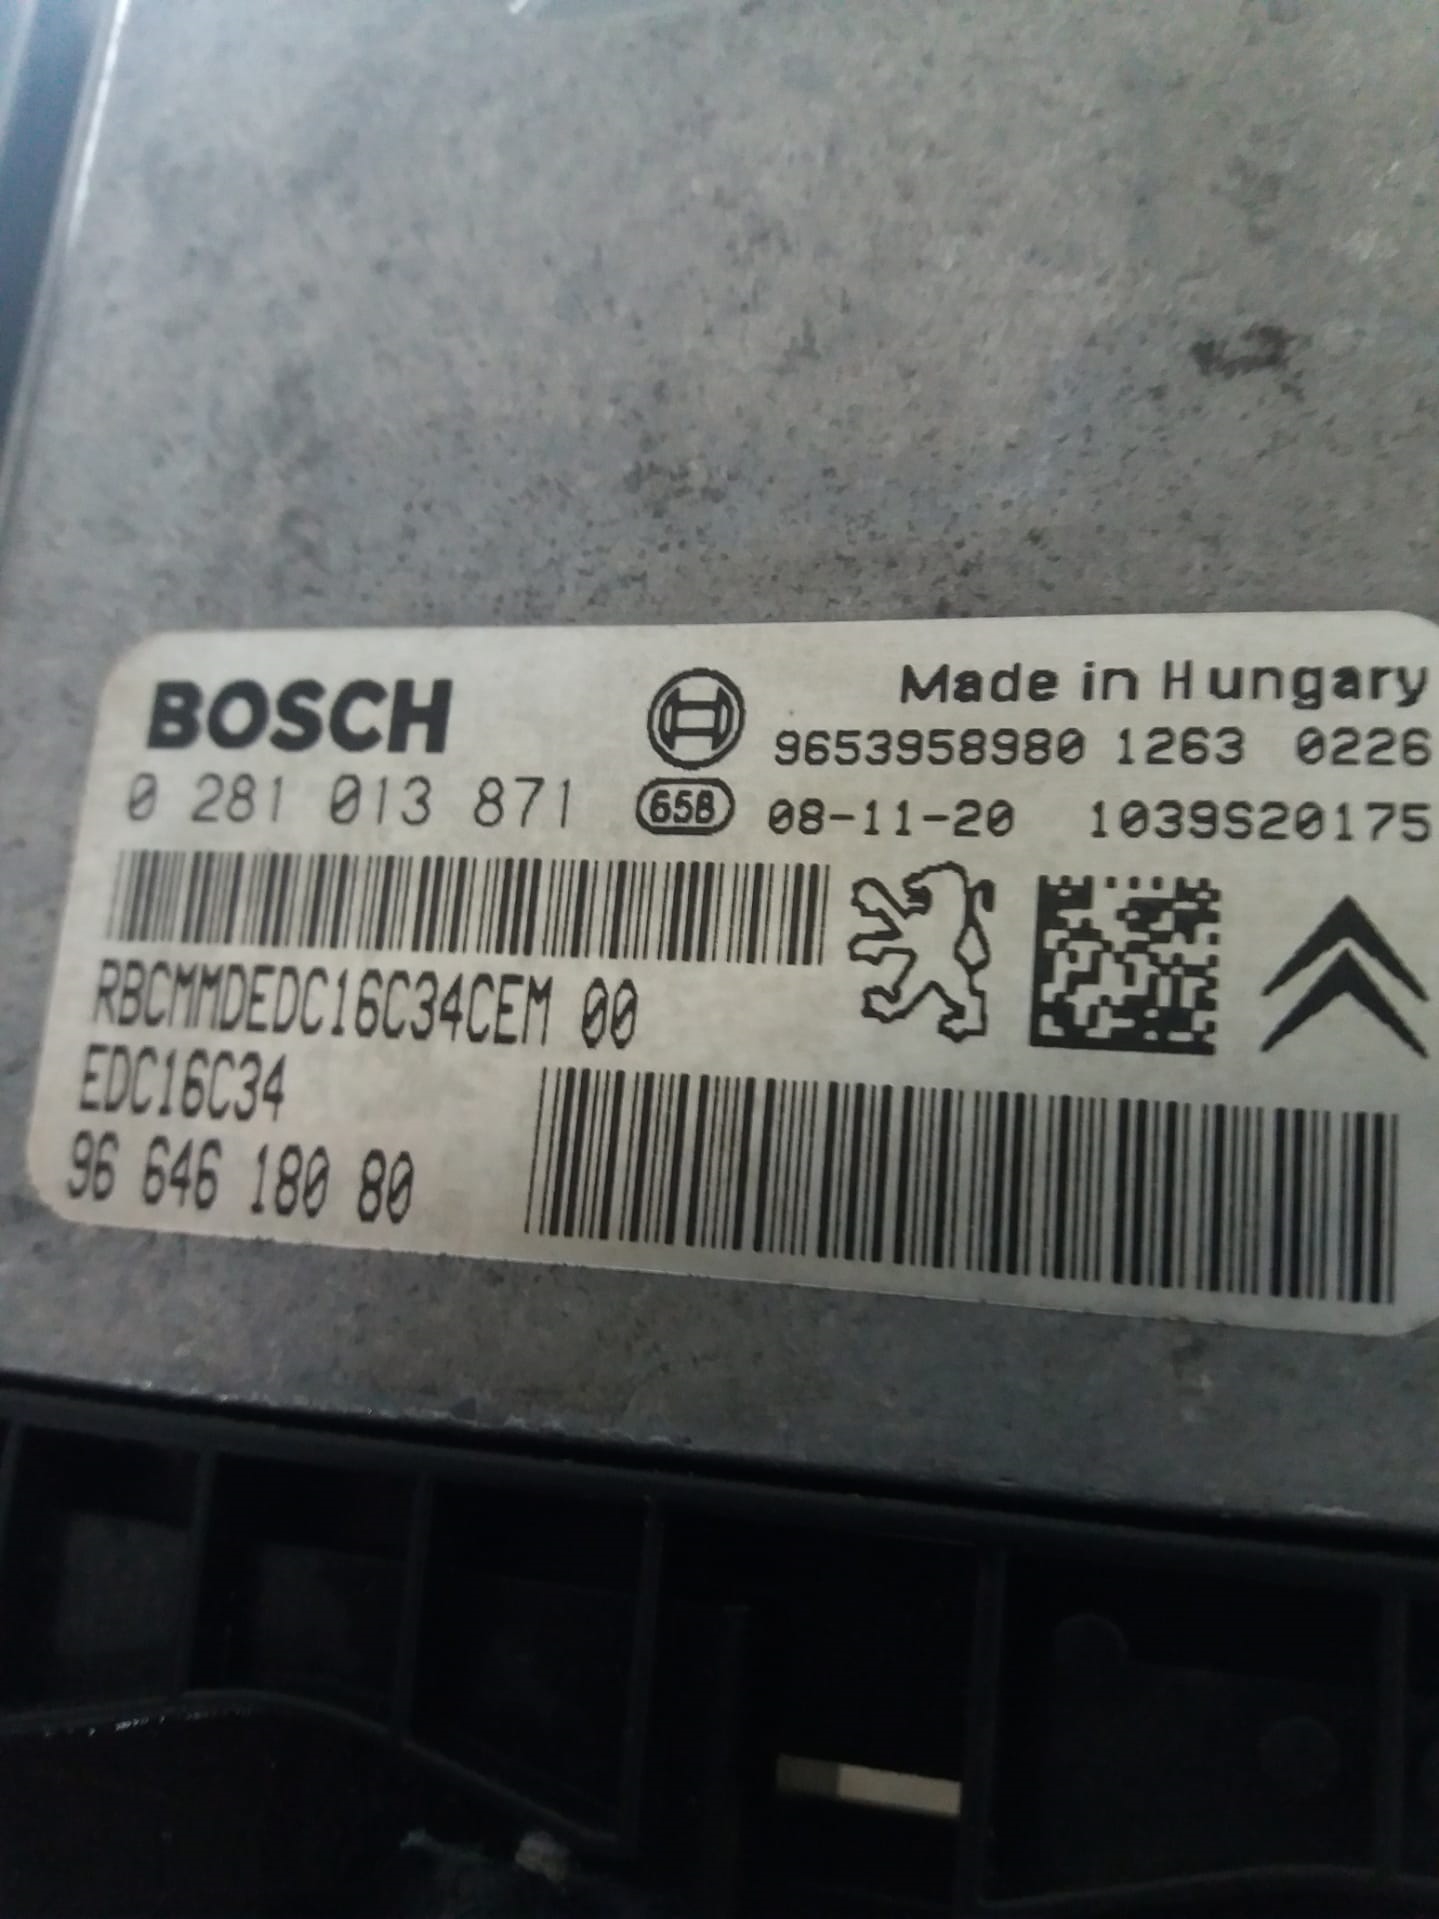 BOSCH
Made in Hungary
9653958980 1263 0226
0 281 013 871
65B
08-11-20 1039S20175
RBCMMDEDC16C34CEM 00
EDC16C34
96 646 180 80